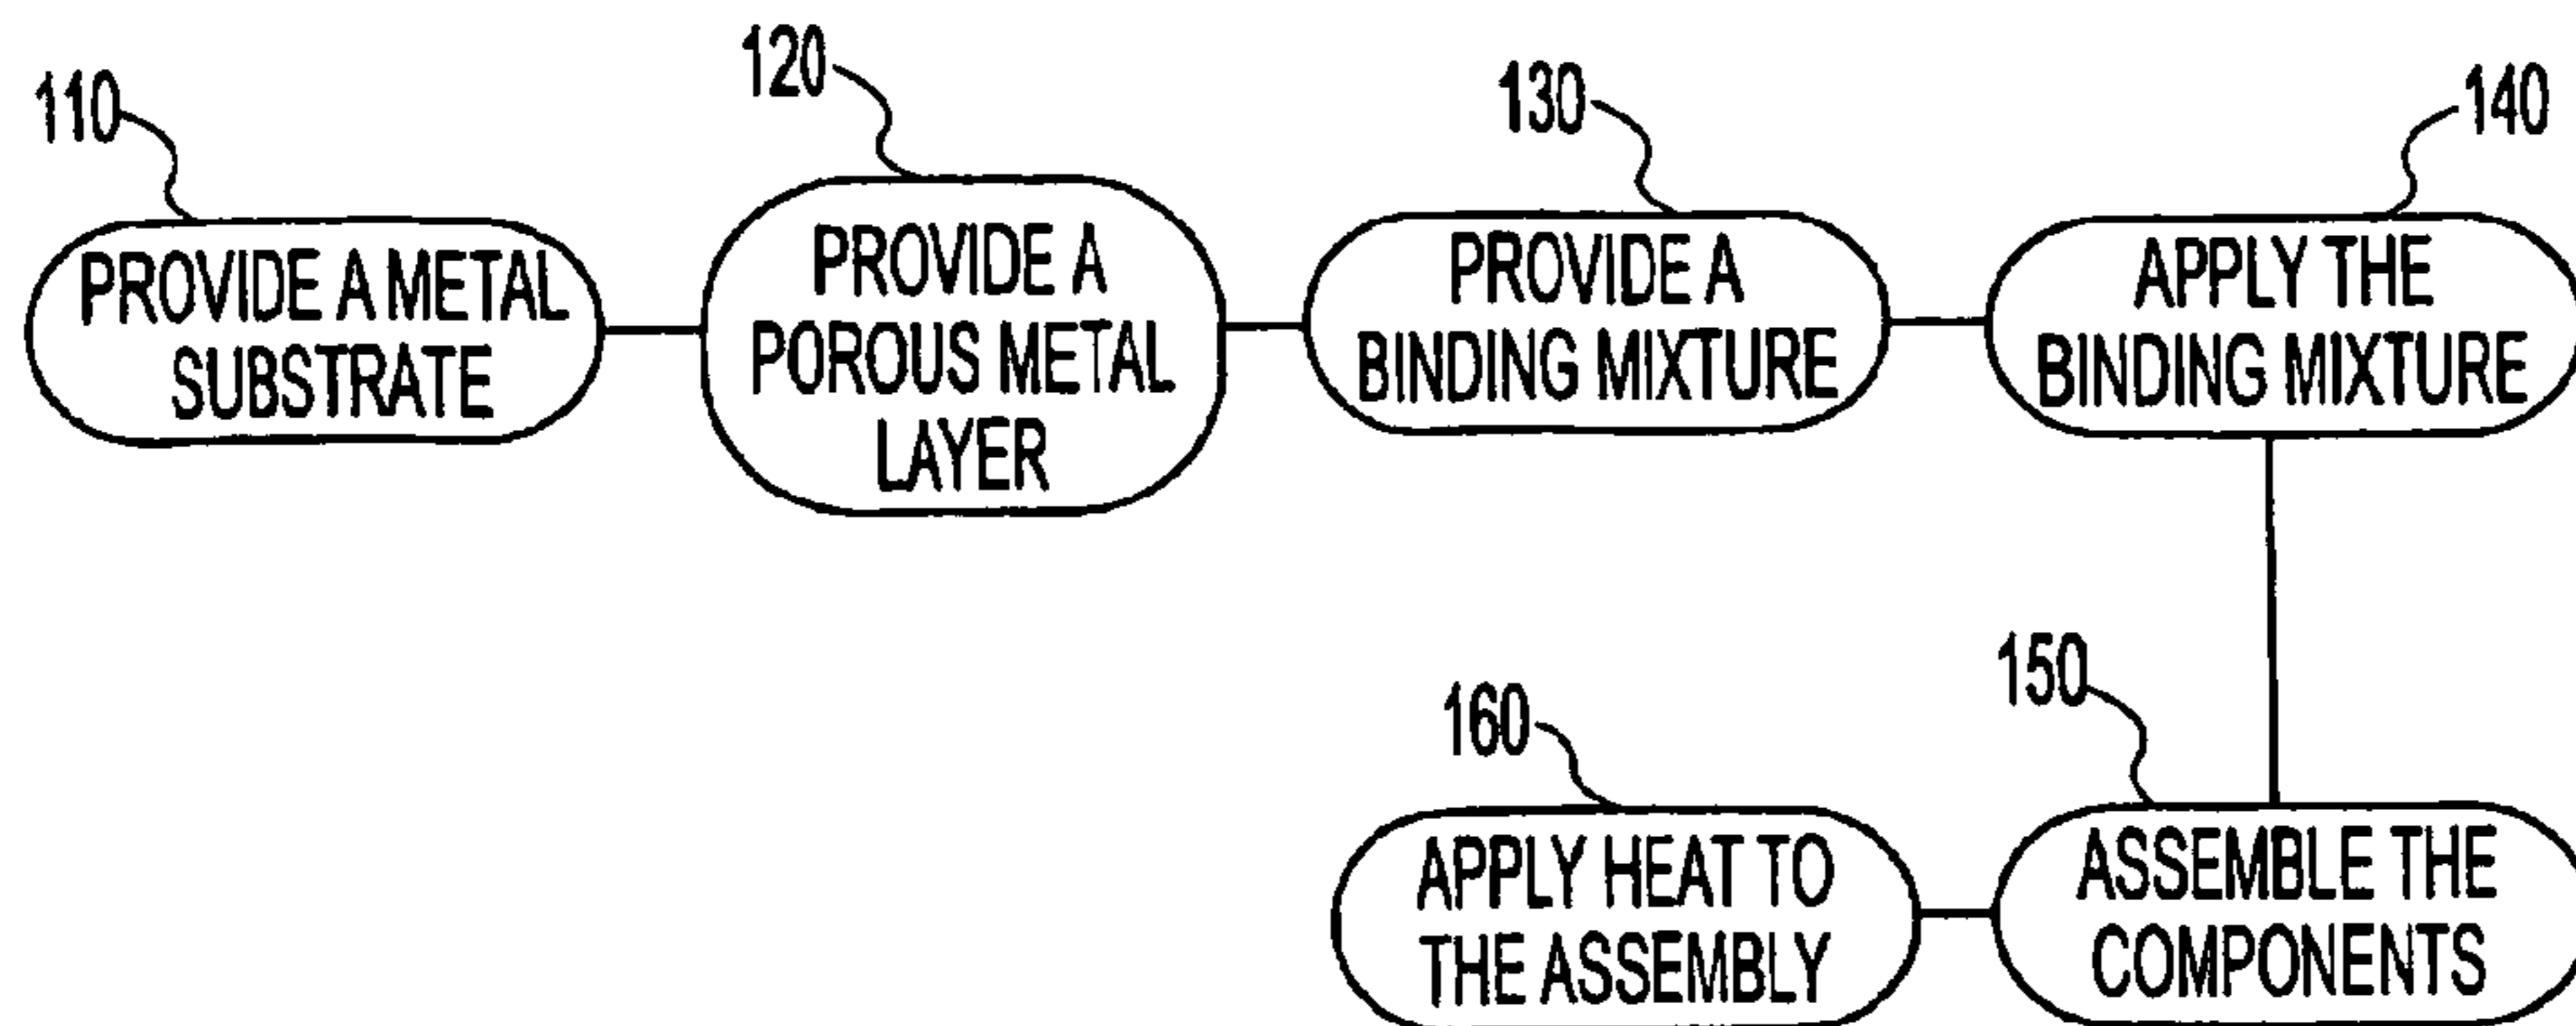 110
PROVIDE A METAL
SUBSTRATE
120
PROVIDE A
POROUS METAL
LAYER
130
PROVIDE A
BINDING MIXTURE
140
APPLY THE
BINDING MIXTURE
150
ASSEMBLE THE
COMPONENTS
160
APPLY HEAT TO
THE ASSEMBLY